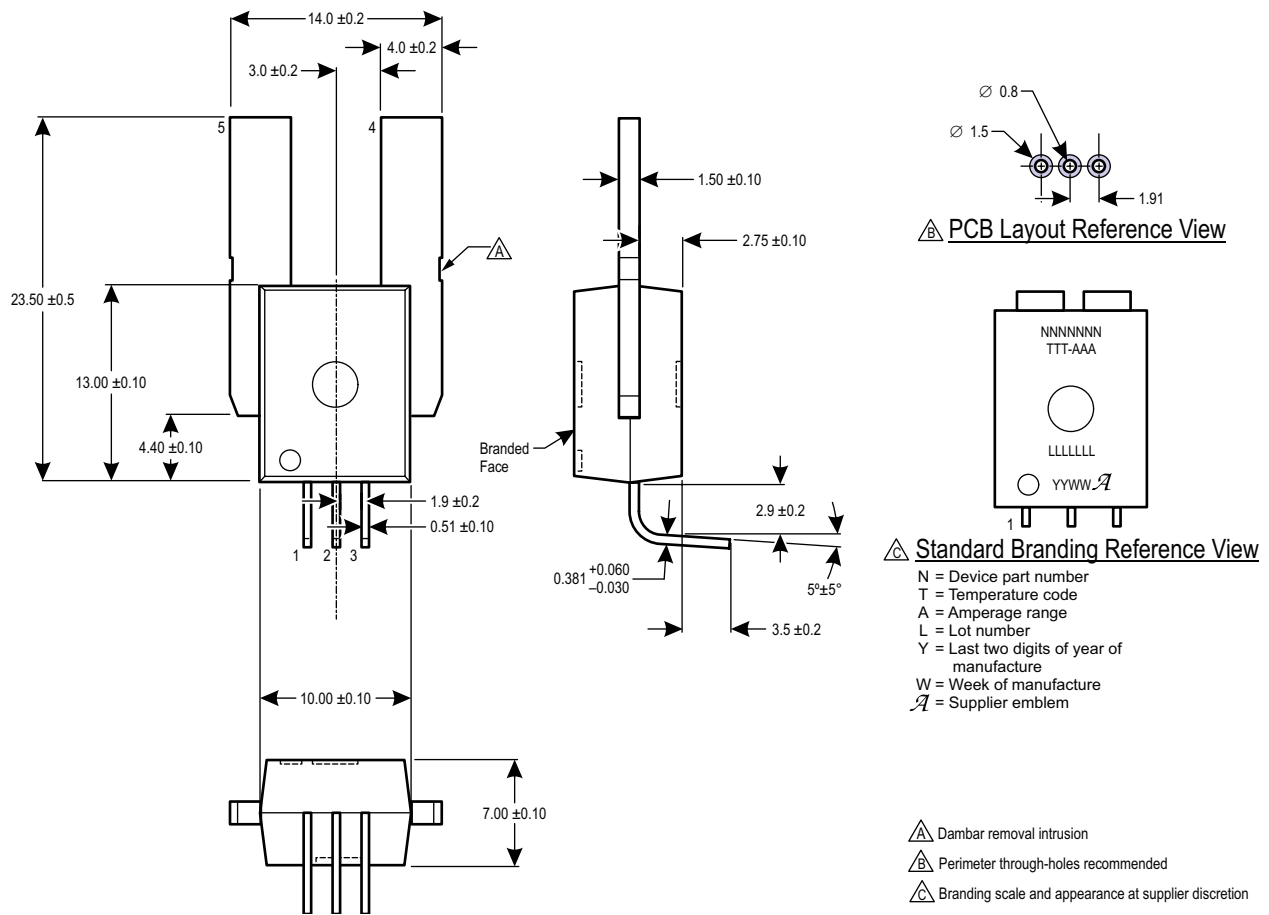 14.0 ±0.2
4.0 ±0.2
3.0 ±0.2
5
4
A
23.50 ±0.5
13.00 ±0.10
4.40 ±0.10
1.9 ±0.2
0.51 ±0.10
1 2 3
10.00 ±0.10
7.00 ±0.10
1.50 ±0.10
2.75 ±0.10
Branded
Face
2.9 ±0.2
0.381 +0.060
–0.030
5º±5°
3.5 ±0.2
∅ 0.8
∅ 1.5
1.91
B PCB Layout Reference View
NNNNNNN
TTT-AAA
LLLLLLL
YYWW A
1
C Standard Branding Reference View
N = Device part number
T = Temperature code
A = Amperage range
L = Lot number
Y = Last two digits of year of
manufacture
W = Week of manufacture
A = Supplier emblem
A Dambar removal intrusion
B Perimeter through-holes recommended
C Branding scale and appearance at supplier discretion